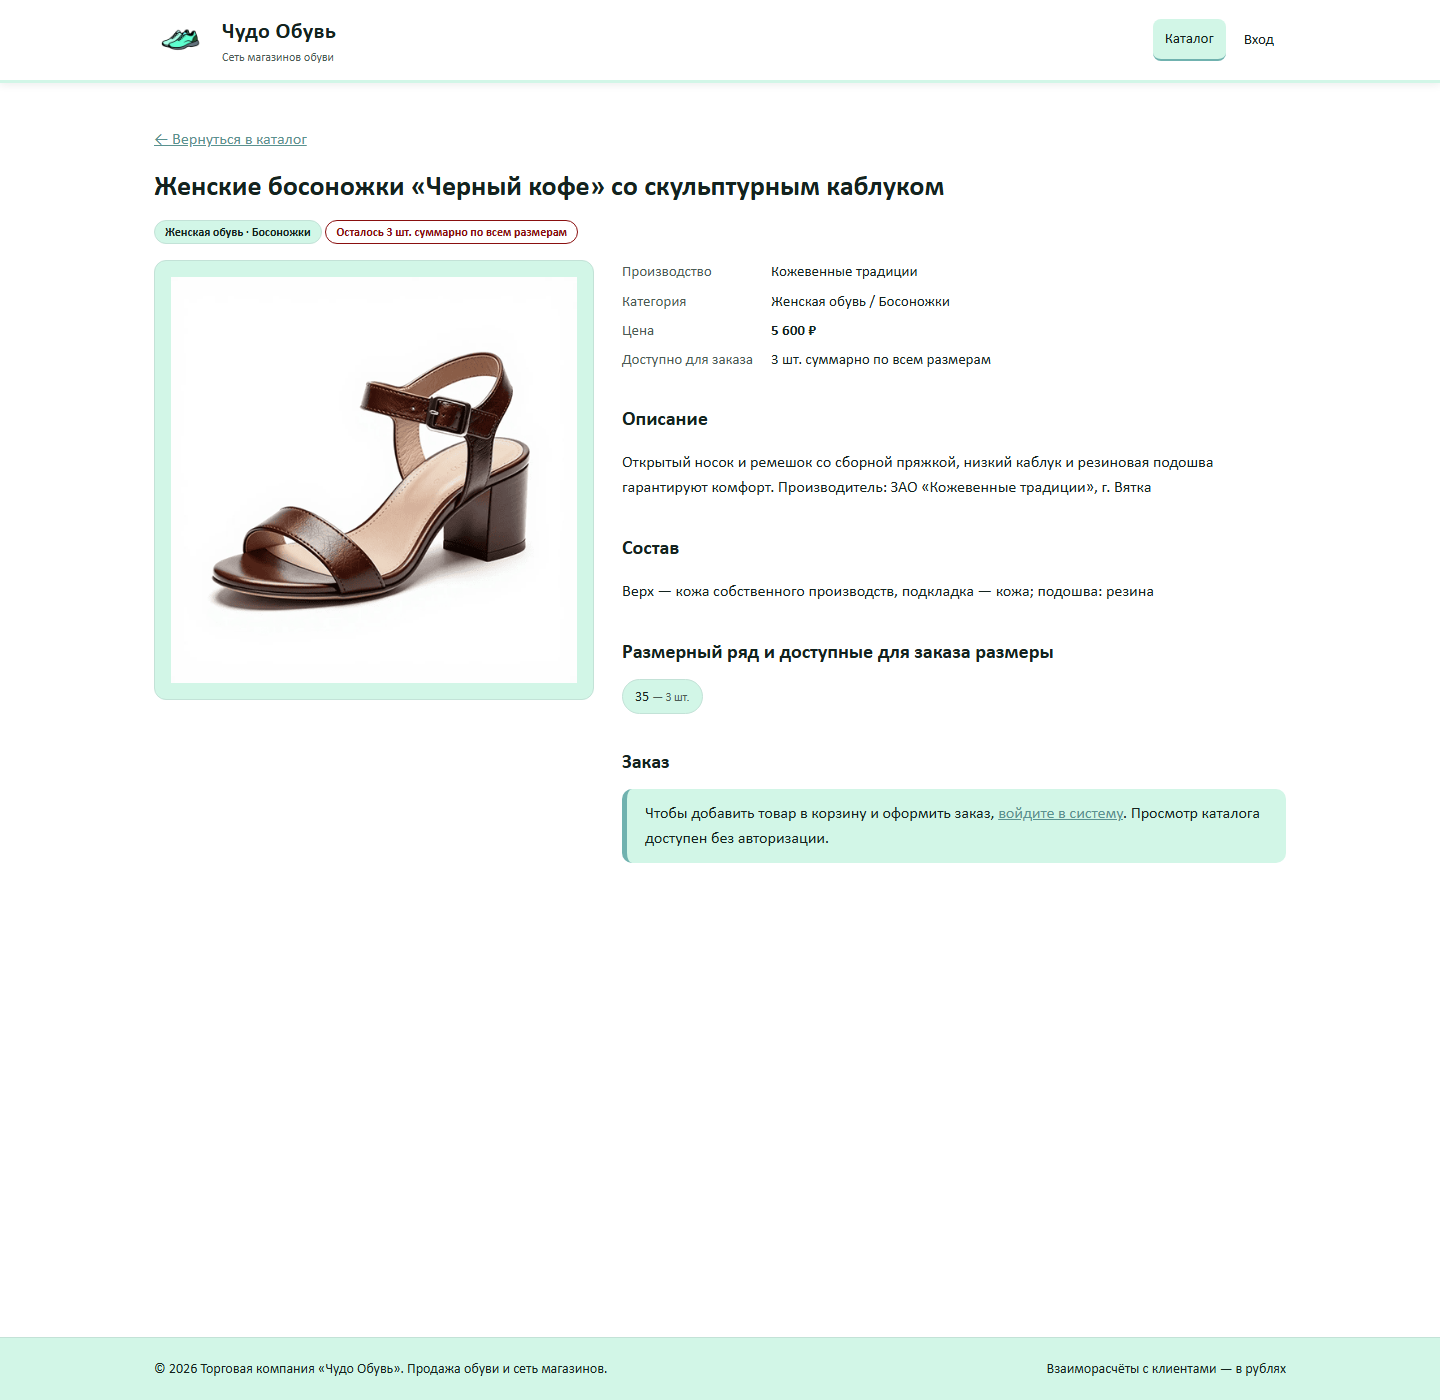 Чудо Обувь
Сеть магазинов обуви
Каталог
Вход
← Вернуться в каталог
Женские босоножки «Черный кофе» со скульптурным каблуком
Женская обувь · Босоножки
Осталось 3 шт. суммарно по всем размерам
Производство Кожевенные традиции
Категория Женская обувь / Босоножки
Цена 5 600 ₽
Доступно для заказа 3 шт. суммарно по всем размерам
Описание
Открытый носок и ремешок со сборной пряжкой, низкий каблук и резиновая подошва
гарантируют комфорт. Производитель: ЗАО «Кожевенные традиции», г. Вятка
Состав
Верх — кожа собственного производств, подкладка — кожа; подошва: резина
Размерный ряд и доступные для заказа размеры
35 — 3 шт.
Заказ
Чтобы добавить товар в корзину и оформить заказ, войдите в систему. Просмотр каталога
доступен без авторизации.
© 2026 Торговая компания «Чудо Обувь». Продажа обуви и сеть магазинов.
Взаиморасчёты с клиентами — в рублях